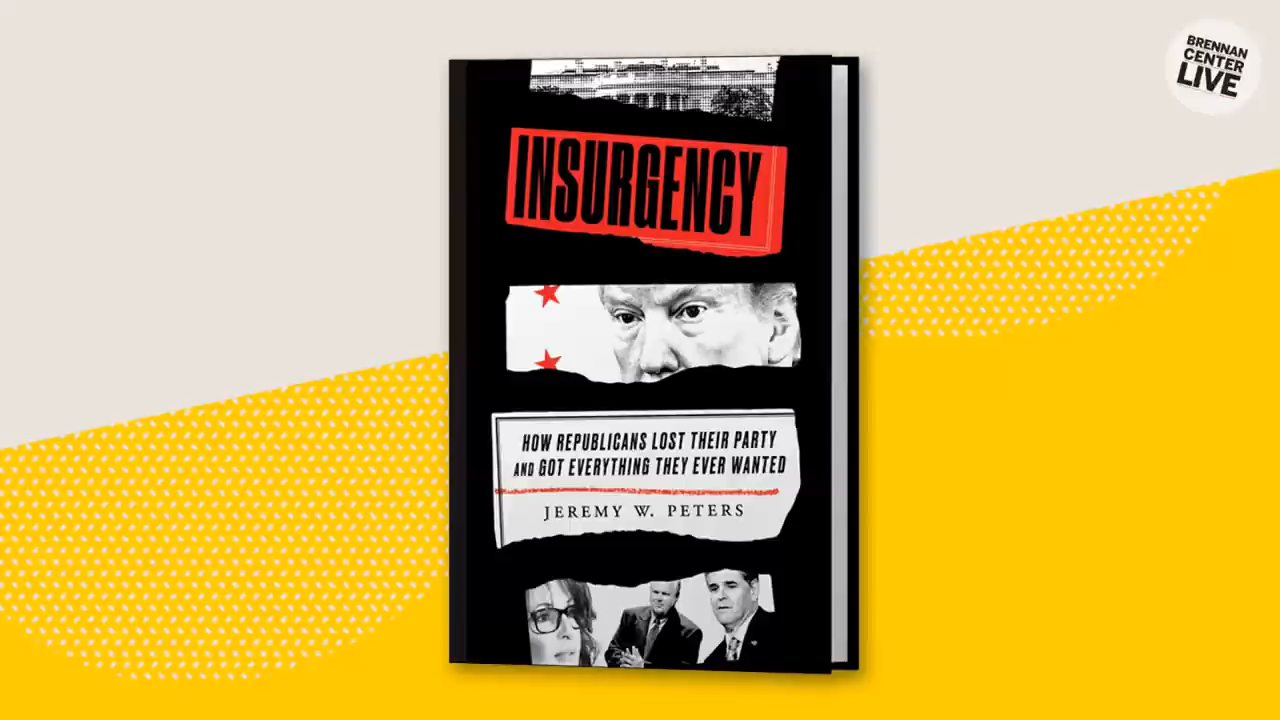 BRENNAN
CENTER
LIVE
INSURGENCY
HOW REPUBLICANS LOST THEIR PARTY
AND GOT EVERYTHING THEY EVER WANTED
JEREMY W. PETERS